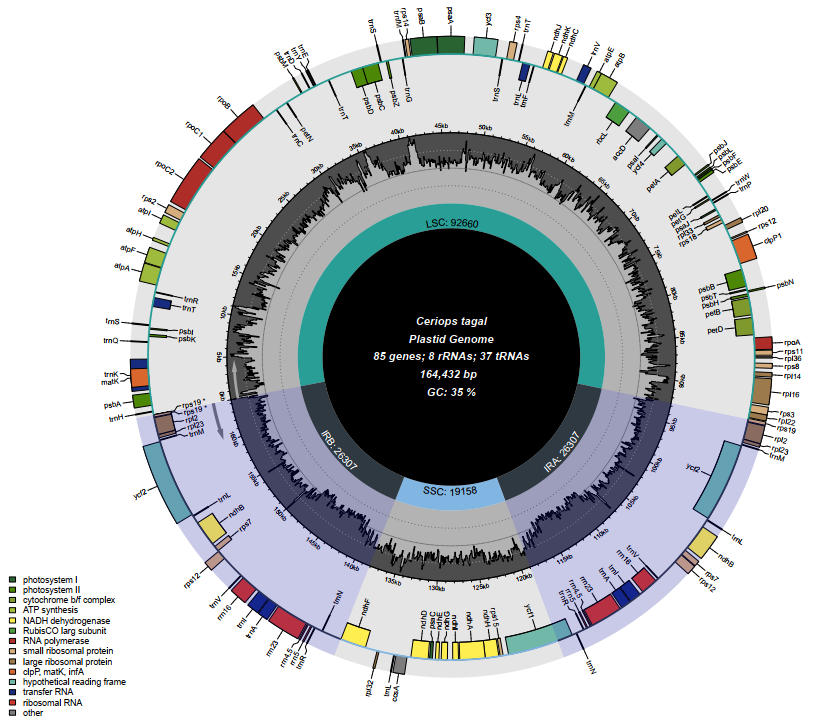 Ceriops tagal
Plastid Genome
85 genes; 8 rRNAs; 37 tRNAs
164,432 bp
GC: 35 %
LSC: 92660
IRB: 26307
SSC: 19158
IRA: 26307
trnS
trnfM
rps14
psaB
psaA
ycf3
rps4
trnT
ndhJ
ndhK
ndhC
trnV
atpE
atpB
trnE
trnY
trnD
psbM
trnT
psbD
psbC
psbZ
trnG
trnS
trnL
trnF
trnM
rbcL
accD
psaI
ycf4
petA
psbJ
psbL
psbF
psbE
trnW
trnP
petL
petG
psaJ
rpl33
rps18
rpl20
rps12
clpP1
psbB
psbT
psbH
petB
petD
psbN
rpoA
rps11
rpl36
rps8
rpl14
rpl16
rps3
rpl22
rps19
rpl2
rpl23
trnM
ycf2
trnL
ndhB
rps7
rps12
trnV
rrn16
trnI
trnA
rrn23
rrn4.5
rrn5
trnR
trnN
ycf1
rps15
ndhH
ndhA
ndhI
ndhG
ndhE
psaC
ndhD
ccsA
trnL
rpl32
ndhF
trnN
trnR
rrn5
rrn4.5
rrn23
trnA
trnI
rrn16
trnV
rps12
rps7
ndhB
trnL
ycf2
trnM
rpl23
rpl2
rps19 *
rps19 *
trnH
psbA
matK
trnK
trnQ
psbK
psbI
trnS
trnT
trnR
atpA
atpF
atpH
atpI
rps2
rpoC2
rpoC1
rpoB
trnC
petN
0kb
5kb
10kb
15kb
20kb
25kb
30kb
35kb
40kb
45kb
50kb
55kb
60kb
65kb
70kb
75kb
80kb
85kb
90kb
95kb
100kb
105kb
110kb
115kb
120kb
125kb
130kb
135kb
140kb
145kb
150kb
155kb
160kb
photosystem I
photosystem II
cytochrome b/f complex
ATP synthesis
NADH dehydrogenase
RubisCO larg subunit
RNA polymerase
small ribosomal protein
large ribosomal protein
clpP, matK, infA
hypothetical reading frame
transfer RNA
ribosomal RNA
other